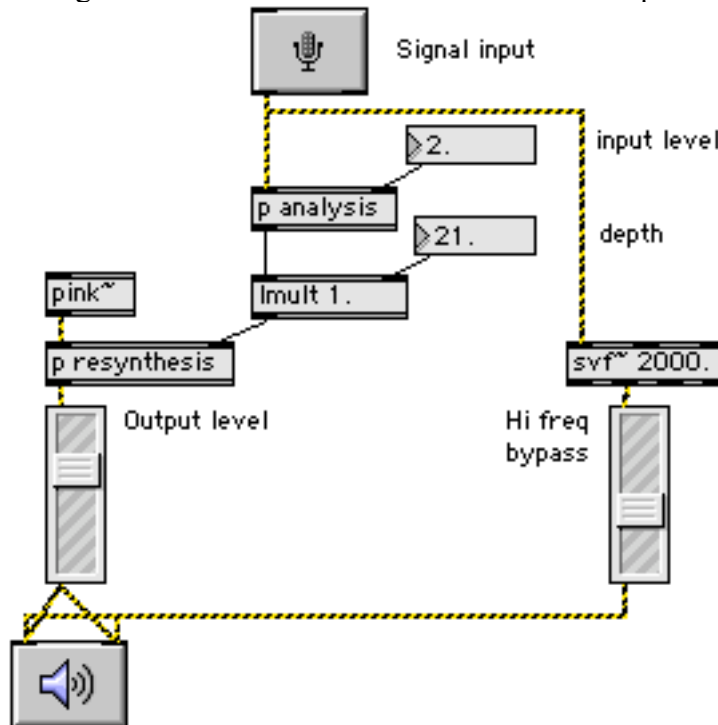 Signal input
input level
2.
p analysis
21.
depth
pink~
lmult 1.
p resynthesis
svf~ 2000.
Output level
Hi freq
bypass